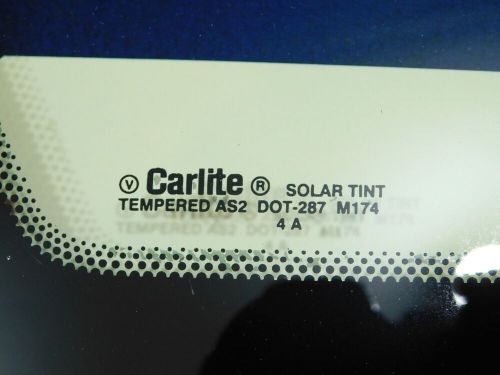 Ⓥ Carlite ® SOLAR TINT
TEMPERED AS2 DOT-287 M174
4 A